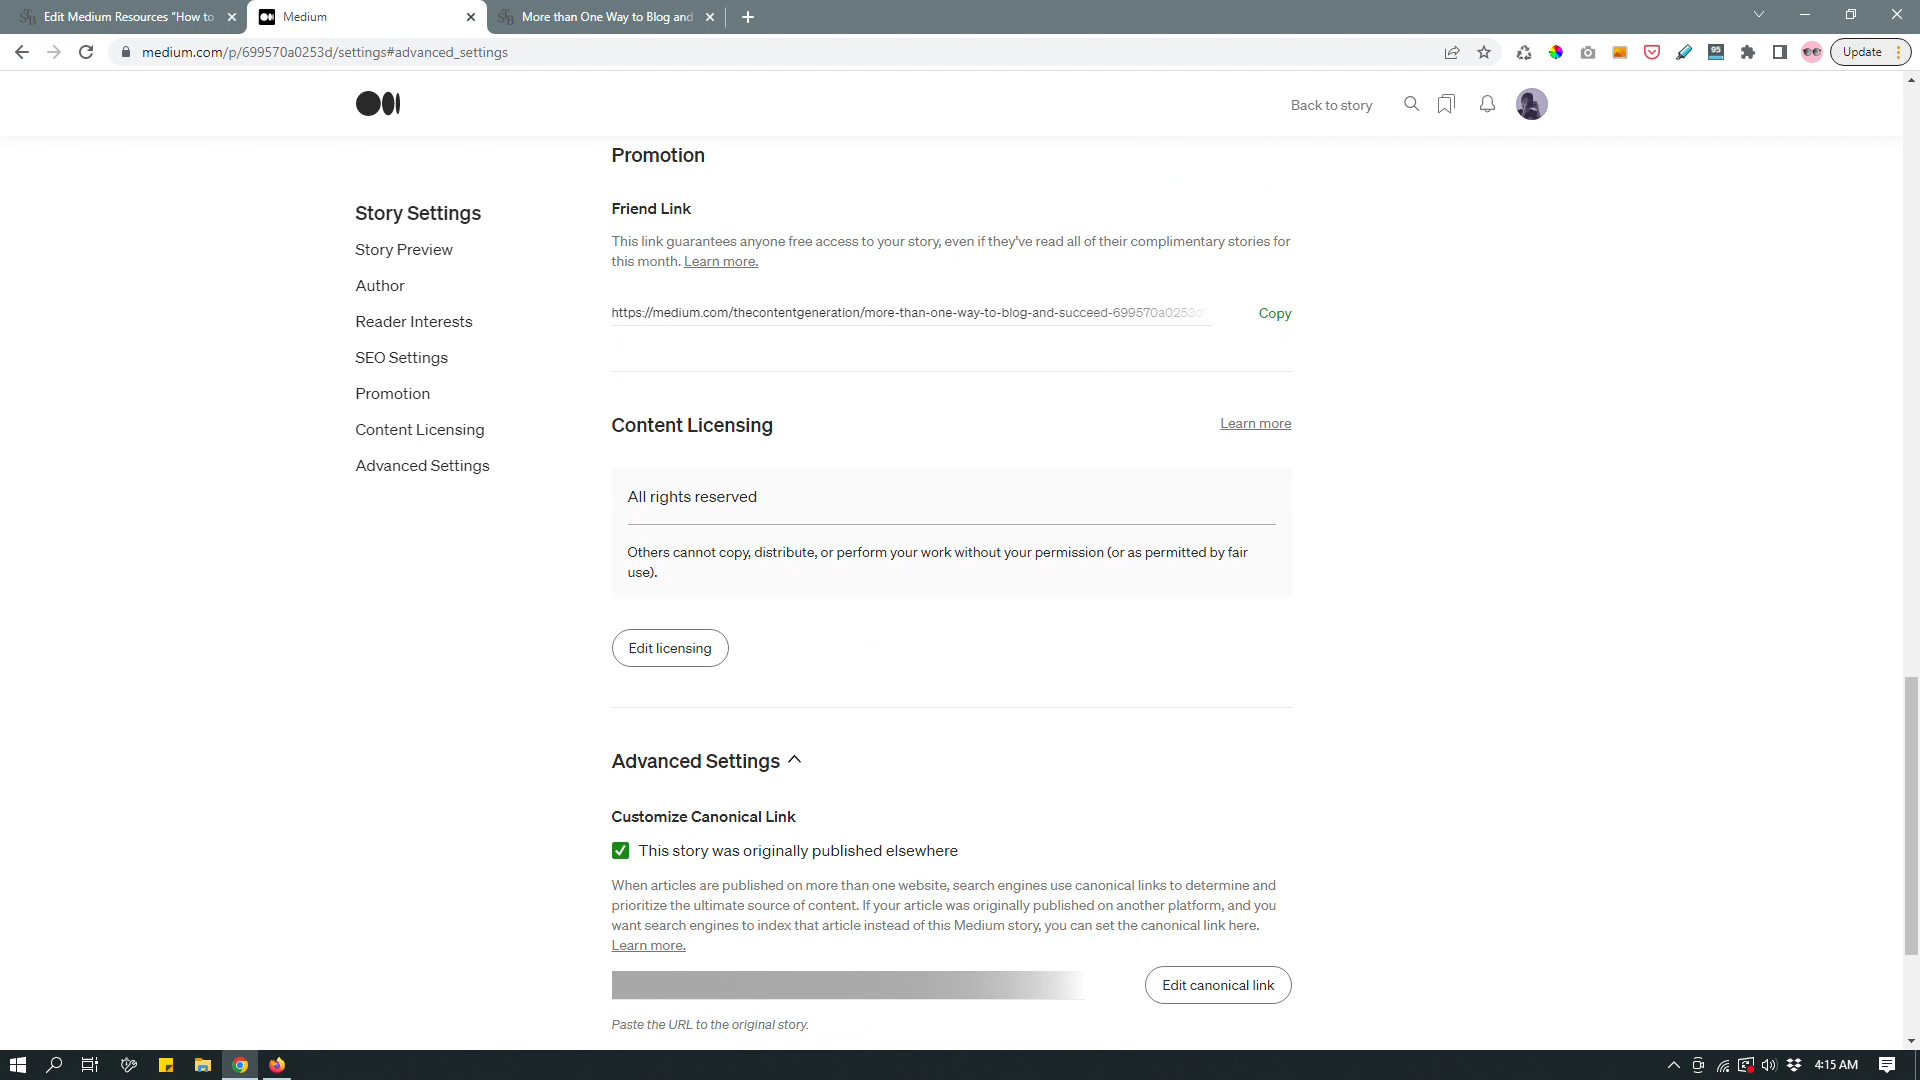 Edit Medium Resources “How to
Medium
More than One Way to Blog and
medium.com/p/699570a0253d/settings#advanced_settings
95
Update
Back to story
Promotion
Story Settings
Story Preview
Author
Reader Interests
SEO Settings
Promotion
Content Licensing
Advanced Settings
Friend Link
This link guarantees anyone free access to your story, even if they’ve read all of their complimentary stories for
this month. Learn more.
https://medium.com/thecontentgeneration/more-than-one-way-to-blog-and-succeed-699570a0253d
Copy
Content Licensing
Learn more
All rights reserved
Others cannot copy, distribute, or perform your work without your permission (or as permitted by fair
use).
Edit licensing
Advanced Settings
Customize Canonical Link
This story was originally published elsewhere
When articles are published on more than one website, search engines use canonical links to determine and
prioritize the ultimate source of content. If your article was originally published on another platform, and you
want search engines to index that article instead of this Medium story, you can set the canonical link here.
Learn more.
Edit canonical link
Paste the URL to the original story.
4:15 AM